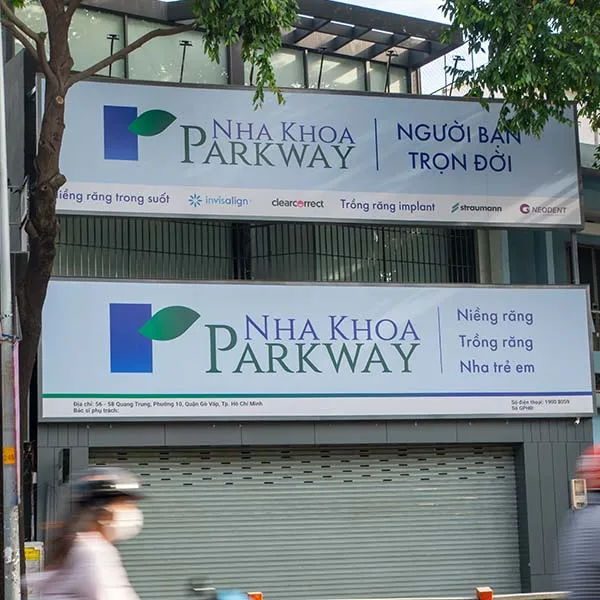 NHA KHOA
PARKWAY
NGƯỜI BẠN
TRỌN ĐỜI
Niềng răng trong suốt invisalign clearcorrect Trồng răng implant straumann NEODENT
NHA KHOA
PARKWAY
Niềng răng
Trồng răng
Nha trẻ em
Địa chỉ: 56 - 58 Quang Trung, Phường 10, Quận Gò Vấp, Tp. Hồ Chí Minh
Bác sĩ phụ trách:
Số điện thoại: 1900 8059
Số GPHĐ: